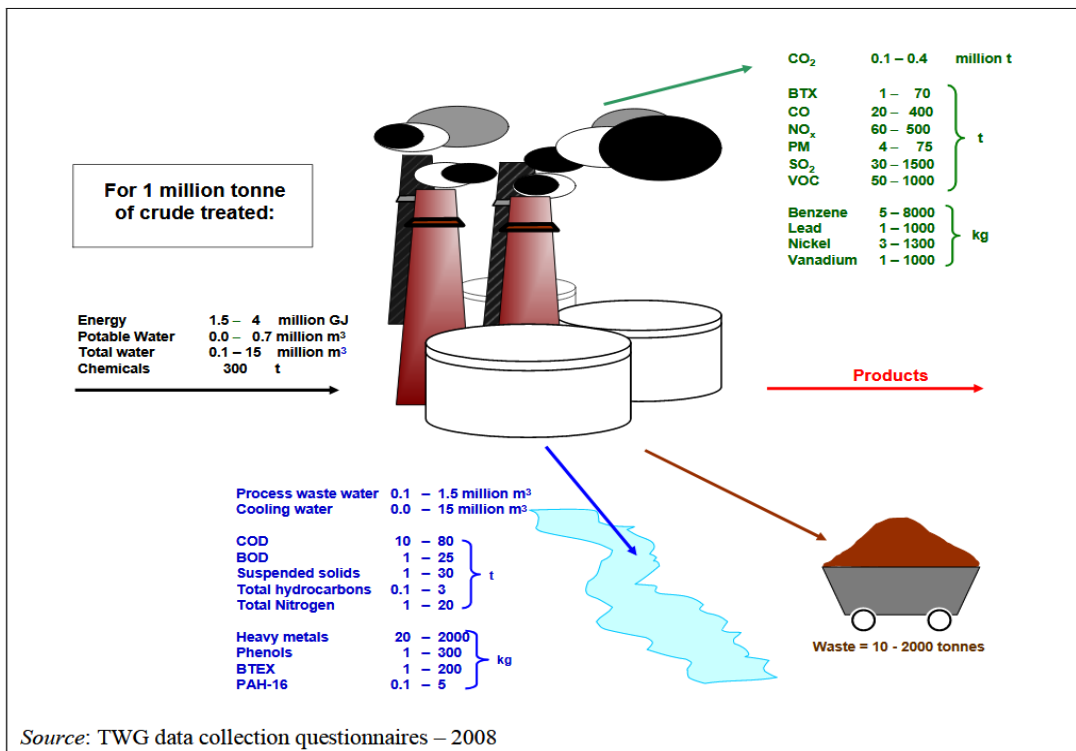 CO₂ 0.1 – 0.4 million t
BTX 1 – 70
CO 20 – 400
NOₓ 60 – 500
PM 4 – 75
SO₂ 30 – 1500
VOC 50 – 1000
t
Benzene 5 – 8000
Lead 1 – 1000
Nickel 3 – 1300
Vanadium 1 – 1000
kg
For 1 million tonne
of crude treated:
Energy 1.5 – 4 million GJ
Potable Water 0.0 – 0.7 million m³
Total water 0.1 – 15 million m³
Chemicals 300 t
Products
Process waste water 0.1 – 1.5 million m³
Cooling water 0.0 – 15 million m³
COD 10 – 80
BOD 1 – 25
Suspended solids 1 – 30
Total hydrocarbons 0.1 – 3
Total Nitrogen 1 – 20
t
Heavy metals 20 – 2000
Phenols 1 – 300
BTEX 1 – 200
PAH-16 0.1 – 5
kg
Waste = 10 - 2000 tonnes
Source: TWG data collection questionnaires – 2008